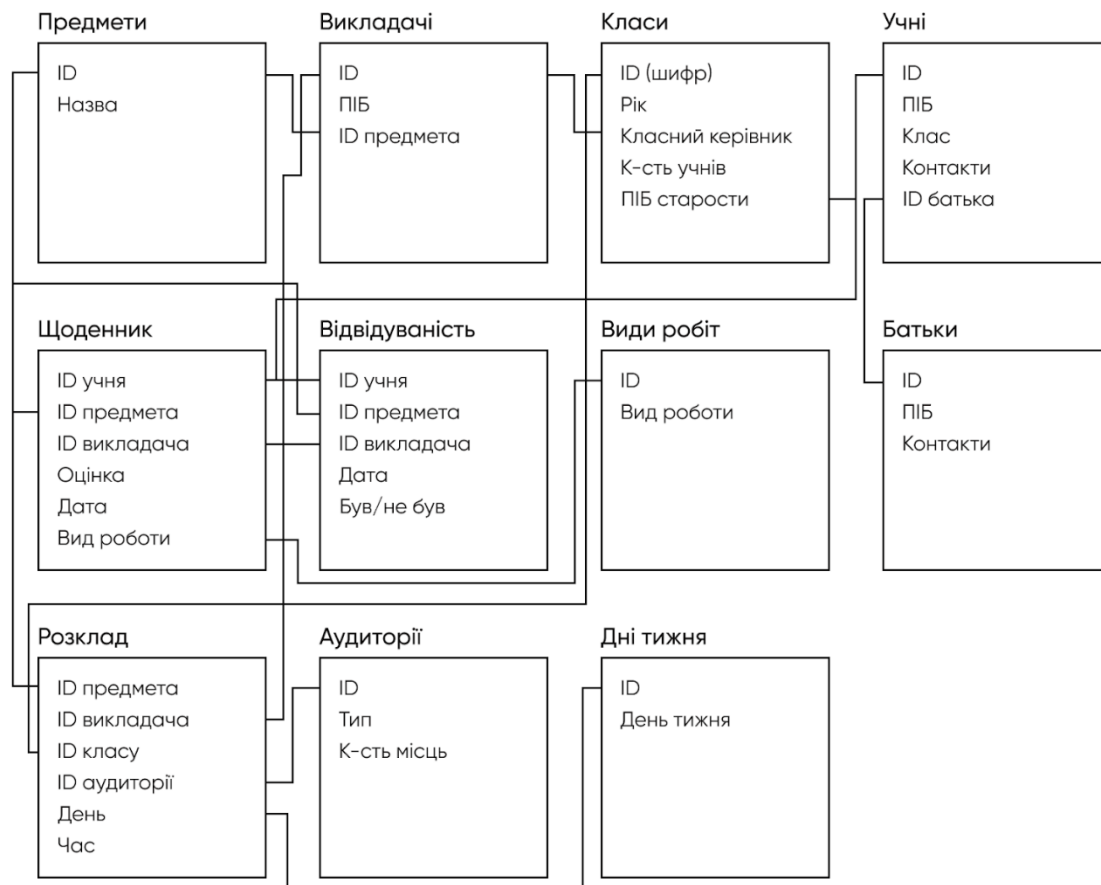 Предмети
ID
Назва
Викладачі
ID
ПІБ
ID предмета
Класи
ID (шифр)
Рік
Класний керівник
К-сть учнів
ПІБ старости
Учні
ID
ПІБ
Клас
Контакти
ID батька
Щоденник
ID учня
ID предмета
ID викладача
Оцінка
Дата
Вид роботи
Відвідуваність
ID учня
ID предмета
ID викладача
Дата
Був/не був
Види робіт
ID
Вид роботи
Батьки
ID
ПІБ
Контакти
Розклад
ID предмета
ID викладача
ID класу
ID аудиторії
День
Час
Аудиторії
ID
Тип
К-сть місць
Дні тижня
ID
День тижня